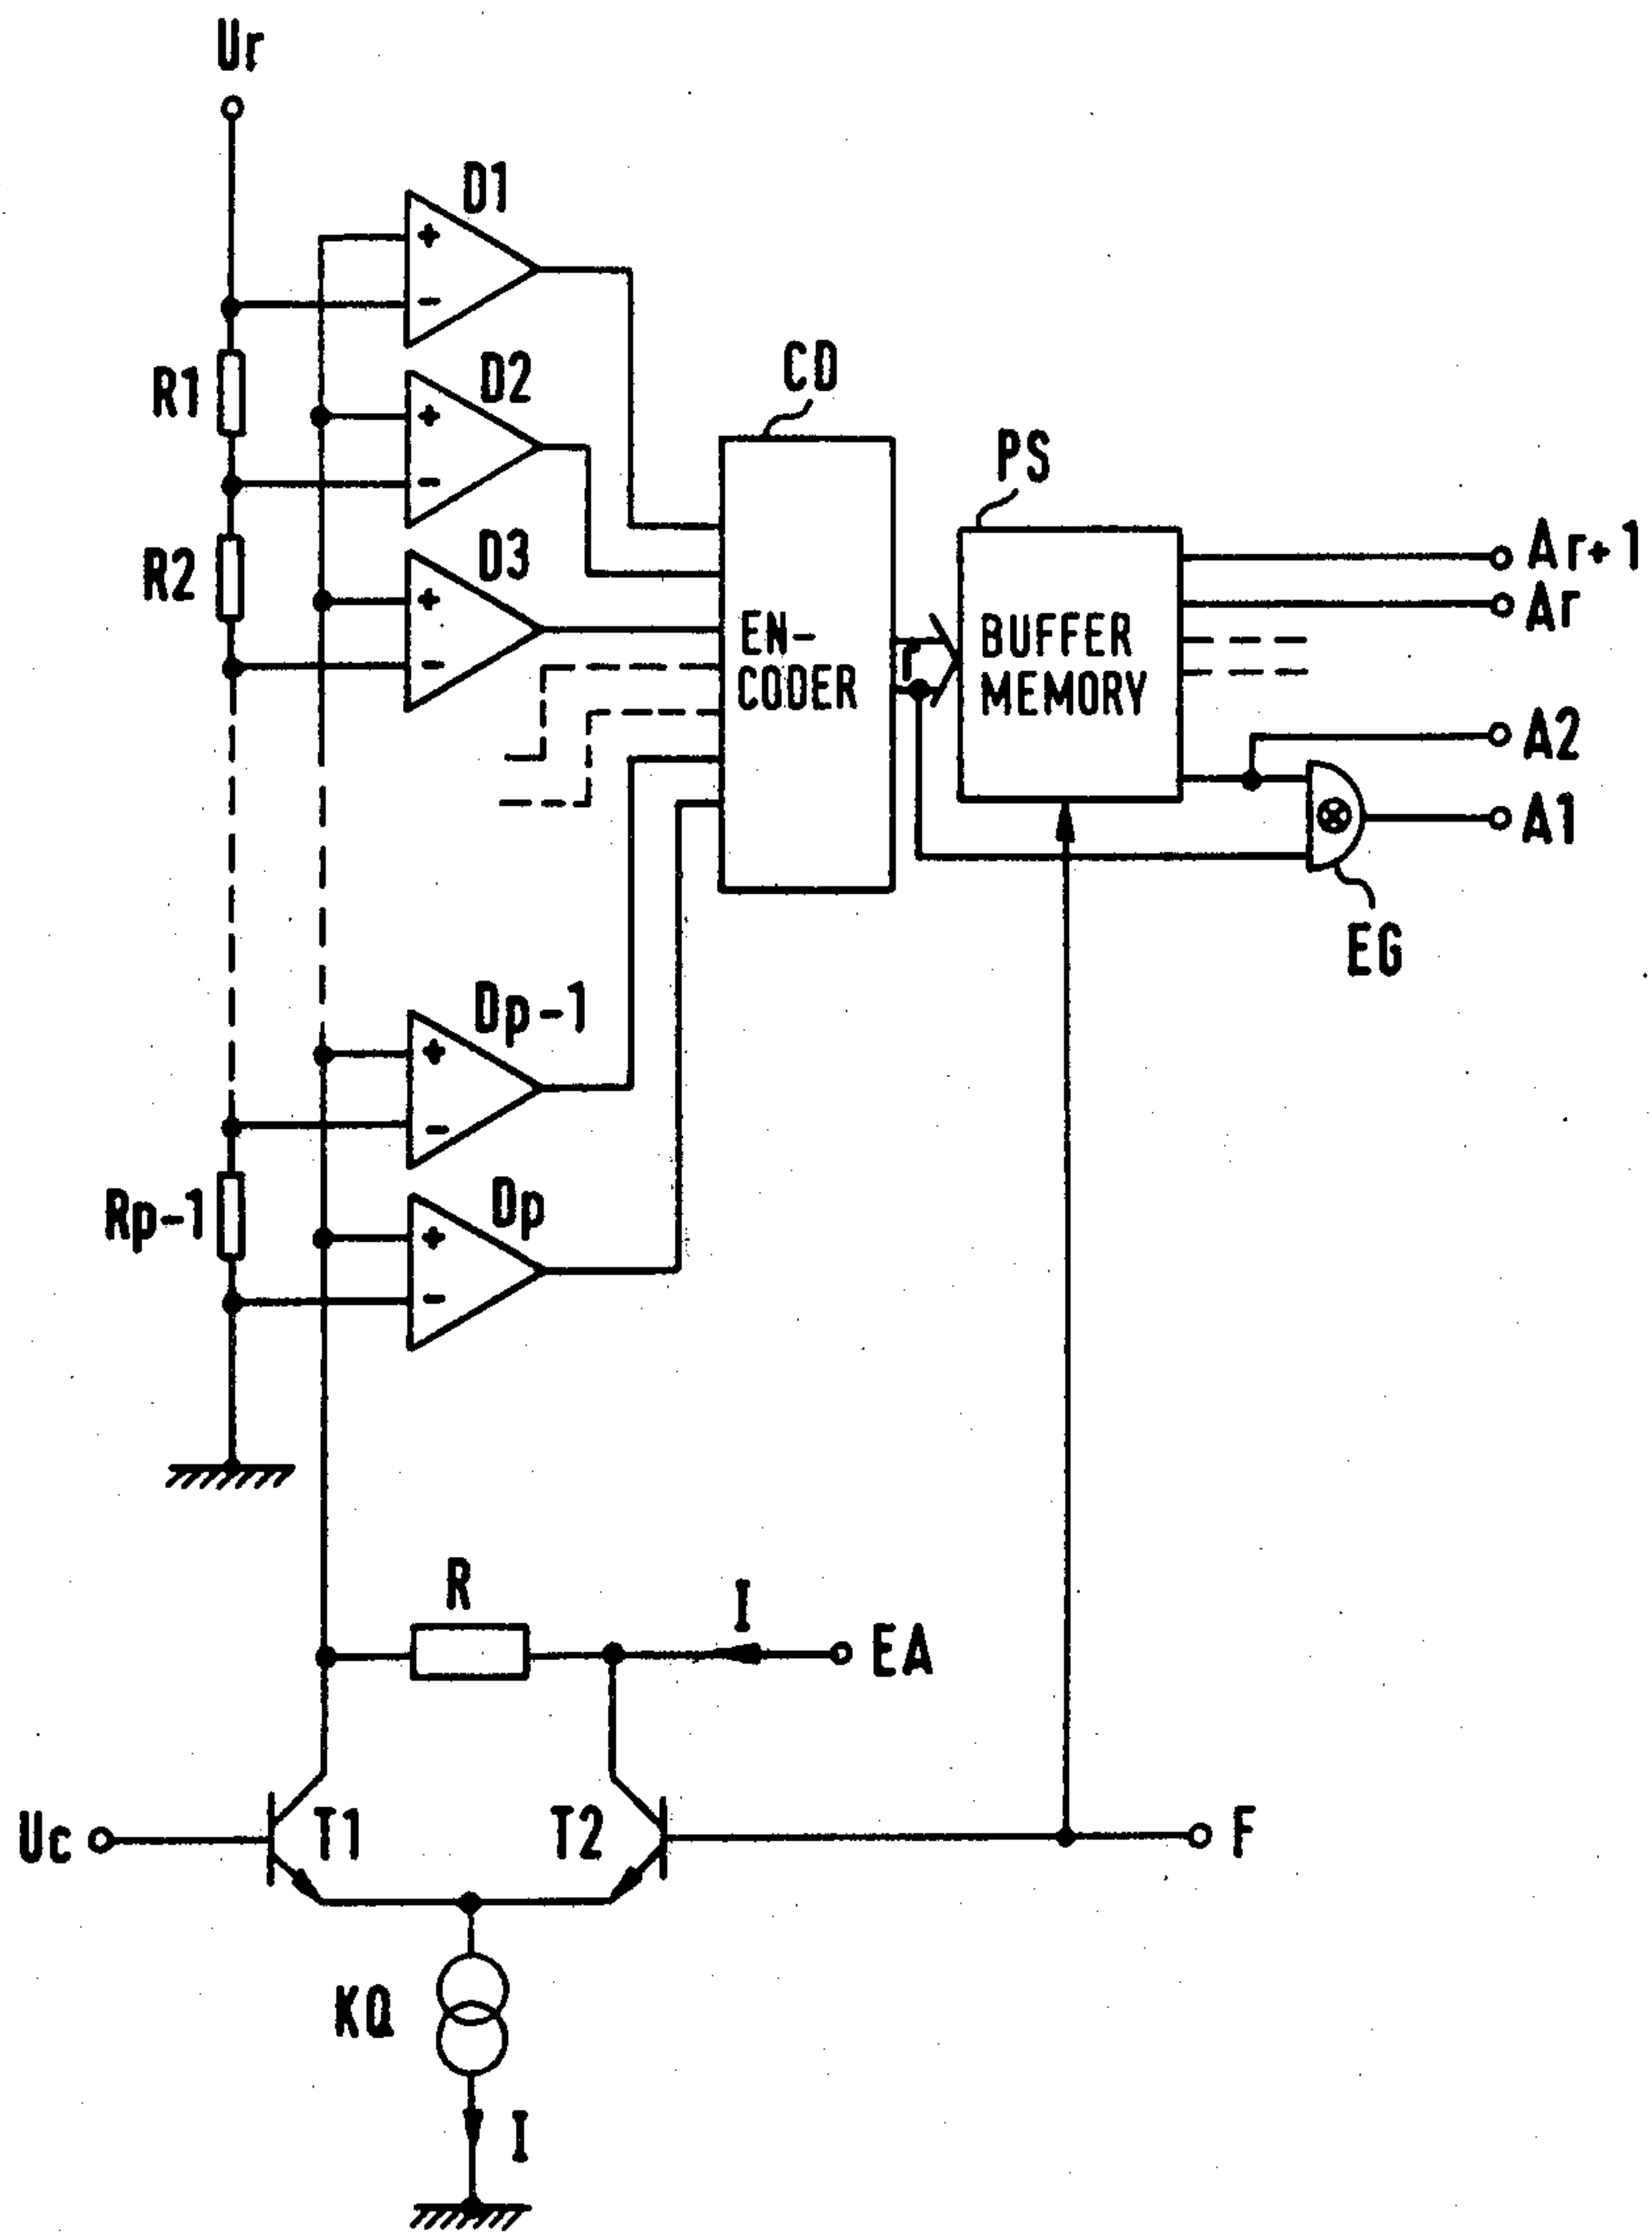 Ur
D1
D2
R1
CD
PS
D3
R2
Ar+1
Ar
EN-
CODER
r
BUFFER
MEMORY
A2
A1
EG
Dp-1
Rp-1
Dp
R
I
EA
Uc
T1
T2
F
KQ
I